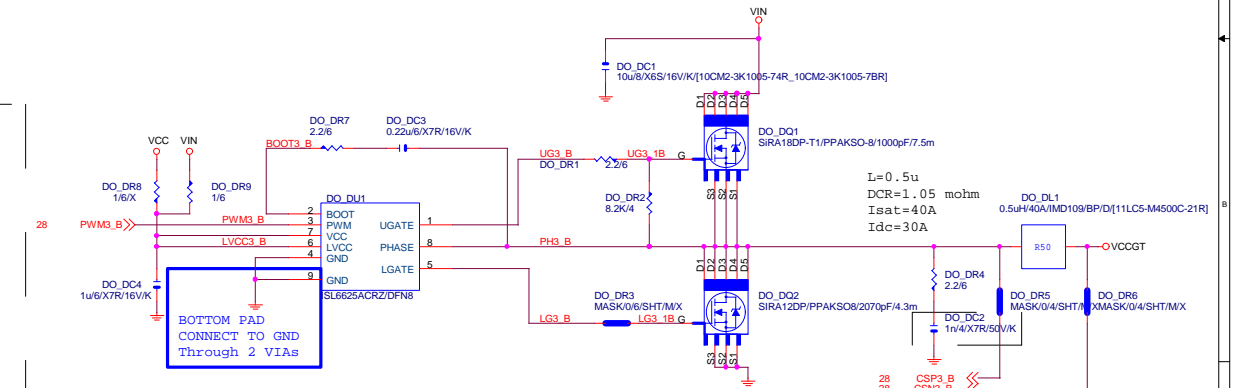 VIN
DO_DC1
10u/8/X6S/16V/K/[10CM2-3K1005-74R_10CM2-3K1005-7BR]
D1 D2 D3 D4 D5
DO_DR7
2.2/6
DO_DC3
0.22u/6/X7R/16V/K
VCC VIN
BOOT3_B
DO_DQ1
SiRA18DP-T1/PPAKSO-8/1000pF/7.5m
UG3_B
DO_DR1
2.2/6
UG3_1B
G
S3 S2 S1
DO_DR8
1/6/X
DO_DR9
1/6
DO_DU1
DO_DR2
8.2K/4
L=0.5u
DCR=1.05 mohm
Isat=40A
Idc=30A
DO_DL1
0.5uH/40A/IMD109/BP/D/[11LC5-M4500C-21R]
B
28
PWM3_B
PWM3_B
LVCC3_B
2 BOOT
3 PWM
7 VCC
6 LVCC
4 GND
9 GND
UGATE 1
PHASE 8
LGATE 5
ISL6625ACRZ/DFN8
PH3_B
R50
VCCGT
D1 D2 D3 D4 D5
DO_DC4
1u/6/X7R/16V/K
DO_DR4
2.2/6
DO_DQ2
SIRA12DP/PPAKSO8/2070pF/4.3m
DO_DR3
MASK/0/6/SHT/M/X
LG3_B
LG3_1B
G
S3 S2 S1
DO_DR5
MASK/0/4/SHT/M/X
DO_DR6
MASK/0/4/SHT/M/X
DO_DC2
1n/4/X7R/50V/K
BOTTOM PAD
CONNECT TO GND
Through 2 VIAs
28
CSP3_B
28
CSN3_B